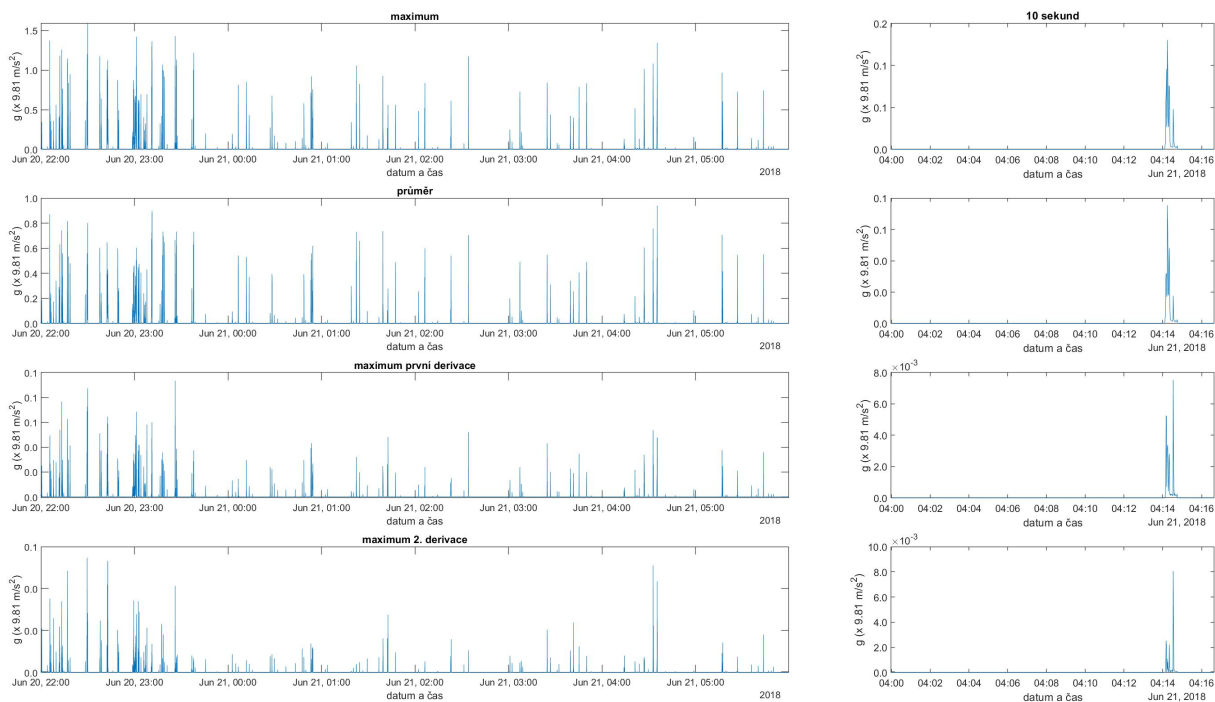 maximum
1.5
1.0
0.5
0.0
g (x 9.81 m/s²)
Jun 20, 22:00 Jun 20, 23:00 Jun 21, 00:00 Jun 21, 01:00 Jun 21, 02:00 Jun 21, 03:00 Jun 21, 04:00 Jun 21, 05:00
datum a čas
2018
10 sekund
0.2
0.1
0.1
0.0
g (x 9.81 m/s²)
04:00 04:02 04:04 04:06 04:08 04:10 04:12 04:14 04:16
datum a čas
Jun 21, 2018
průměr
1.0
0.8
0.6
0.4
0.2
0.0
g (x 9.81 m/s²)
Jun 20, 22:00 Jun 20, 23:00 Jun 21, 00:00 Jun 21, 01:00 Jun 21, 02:00 Jun 21, 03:00 Jun 21, 04:00 Jun 21, 05:00
datum a čas
2018
0.1
0.1
0.0
0.0
0.0
g (x 9.81 m/s²)
04:00 04:02 04:04 04:06 04:08 04:10 04:12 04:14 04:16
datum a čas
Jun 21, 2018
maximum první derivace
0.1
0.1
0.1
0.0
0.0
0.0
g (x 9.81 m/s²)
Jun 20, 22:00 Jun 20, 23:00 Jun 21, 00:00 Jun 21, 01:00 Jun 21, 02:00 Jun 21, 03:00 Jun 21, 04:00 Jun 21, 05:00
datum a čas
2018
×10⁻³
8.0
6.0
4.0
2.0
0.0
g (x 9.81 m/s²)
04:00 04:02 04:04 04:06 04:08 04:10 04:12 04:14 04:16
datum a čas
Jun 21, 2018
maximum 2. derivace
0.1
0.0
0.0
0.0
g (x 9.81 m/s²)
Jun 20, 22:00 Jun 20, 23:00 Jun 21, 00:00 Jun 21, 01:00 Jun 21, 02:00 Jun 21, 03:00 Jun 21, 04:00 Jun 21, 05:00
datum a čas
2018
×10⁻³
10.0
8.0
6.0
4.0
2.0
0.0
g (x 9.81 m/s²)
04:00 04:02 04:04 04:06 04:08 04:10 04:12 04:14 04:16
datum a čas
Jun 21, 2018